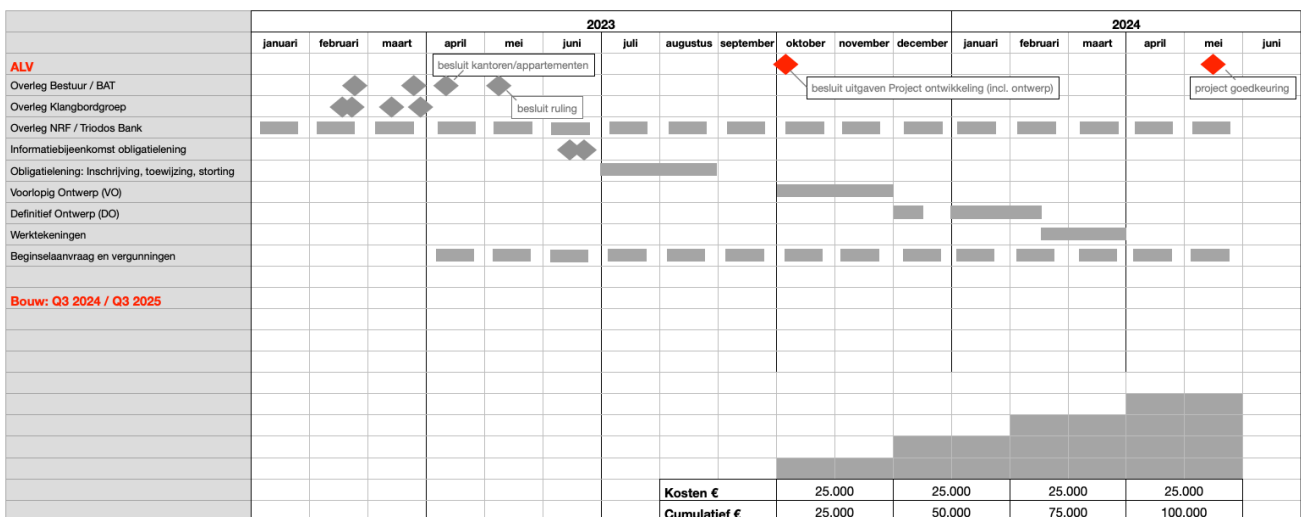 2023 2024
januari februari maart april mei juni juli augustus september oktober november december januari februari maart april mei juni
ALV
besluit kantoren/appartementen
Overleg Bestuur / BAT
besluit uitgaven Project ontwikkeling (incl. ontwerp)
project goedkeuring
Overleg Klangbordgroep
besluit ruling
Overleg NRF / Triodos Bank
Informatiebijeenkomst obligatielening
Obligatielening: Inschrijving, toewijzing, storting
Voorlopig Ontwerp (VO)
Definitief Ontwerp (DO)
Werktekeningen
Beginselaanvraag en vergunningen
Bouw: Q3 2024 / Q3 2025
Kosten € 25.000 25.000 25.000 25.000
Cumulatief € 25.000 50.000 75.000 100.000